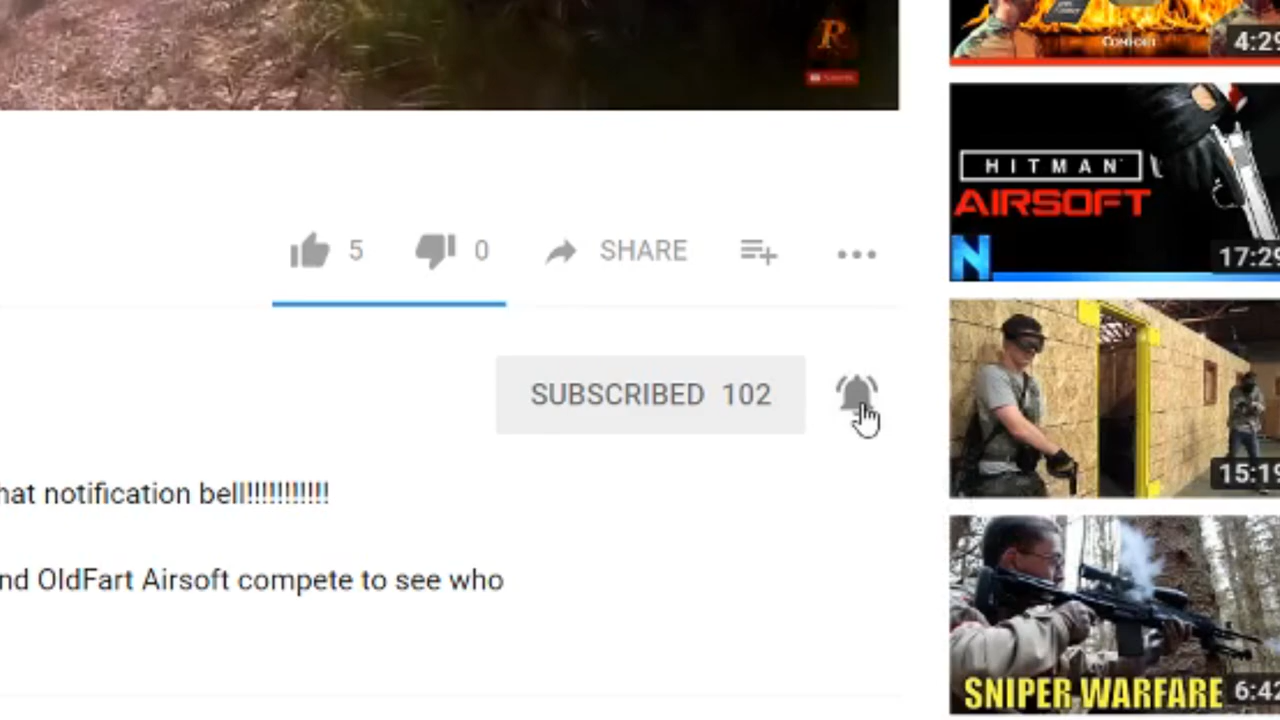 R
COMFORT
4:29
HITMAN
AIRSOFT
N
17:29
5 0 SHARE
SUBSCRIBED 102
15:19
hat notification bell!!!!!!!!!!!!
nd OldFart Airsoft compete to see who
SNIPER WARFARE 6:42